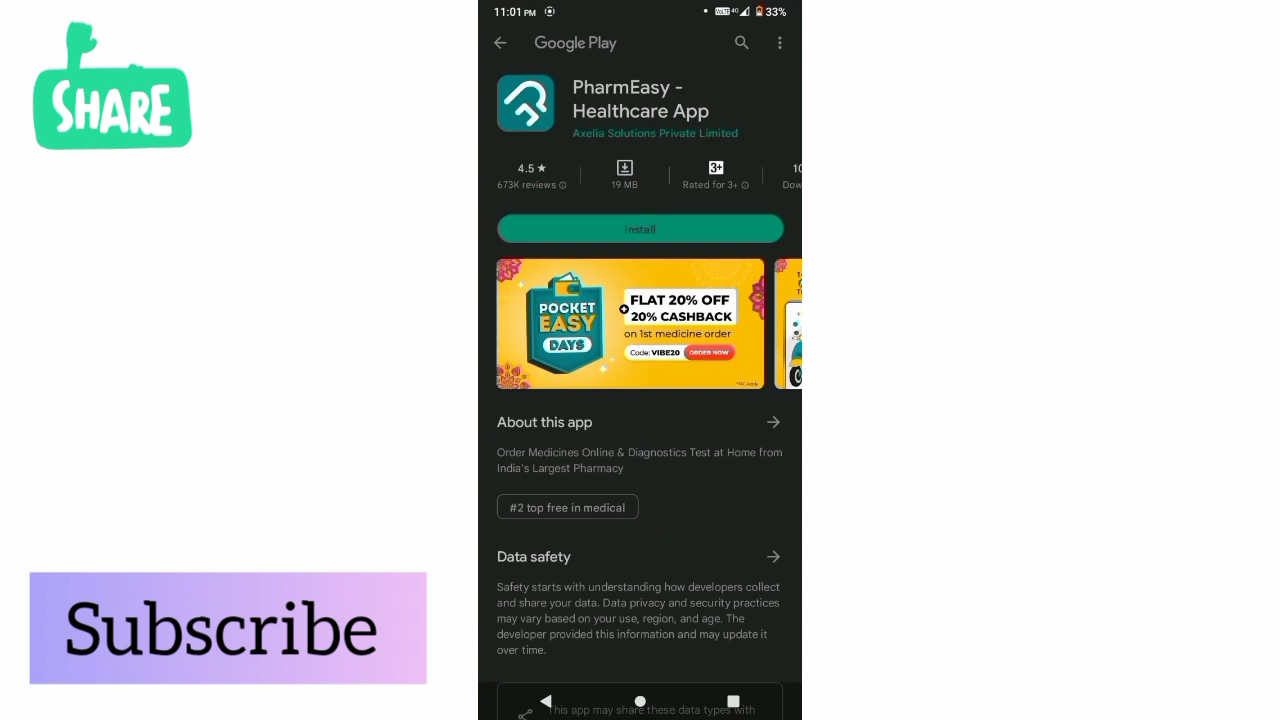 SHARE
Subscribe
11:01 PM
VoLTE 4G 33%
Google Play
PharmEasy -
Healthcare App
Axelia Solutions Private Limited
4.5 ★
673K reviews
19 MB
3+
Rated for 3+
10
Dow
Install
POCKET
EASY
DAYS
FLAT 20% OFF
20% CASHBACK
on 1st medicine order
Code: VIBE20 ORDER NOW
About this app
Order Medicines Online & Diagnostics Test at Home from
India's Largest Pharmacy
#2 top free in medical
Data safety
Safety starts with understanding how developers collect
and share your data. Data privacy and security practices
may vary based on your use, region, and age. The
developer provided this information and may update it
over time.
This app may share these data types with